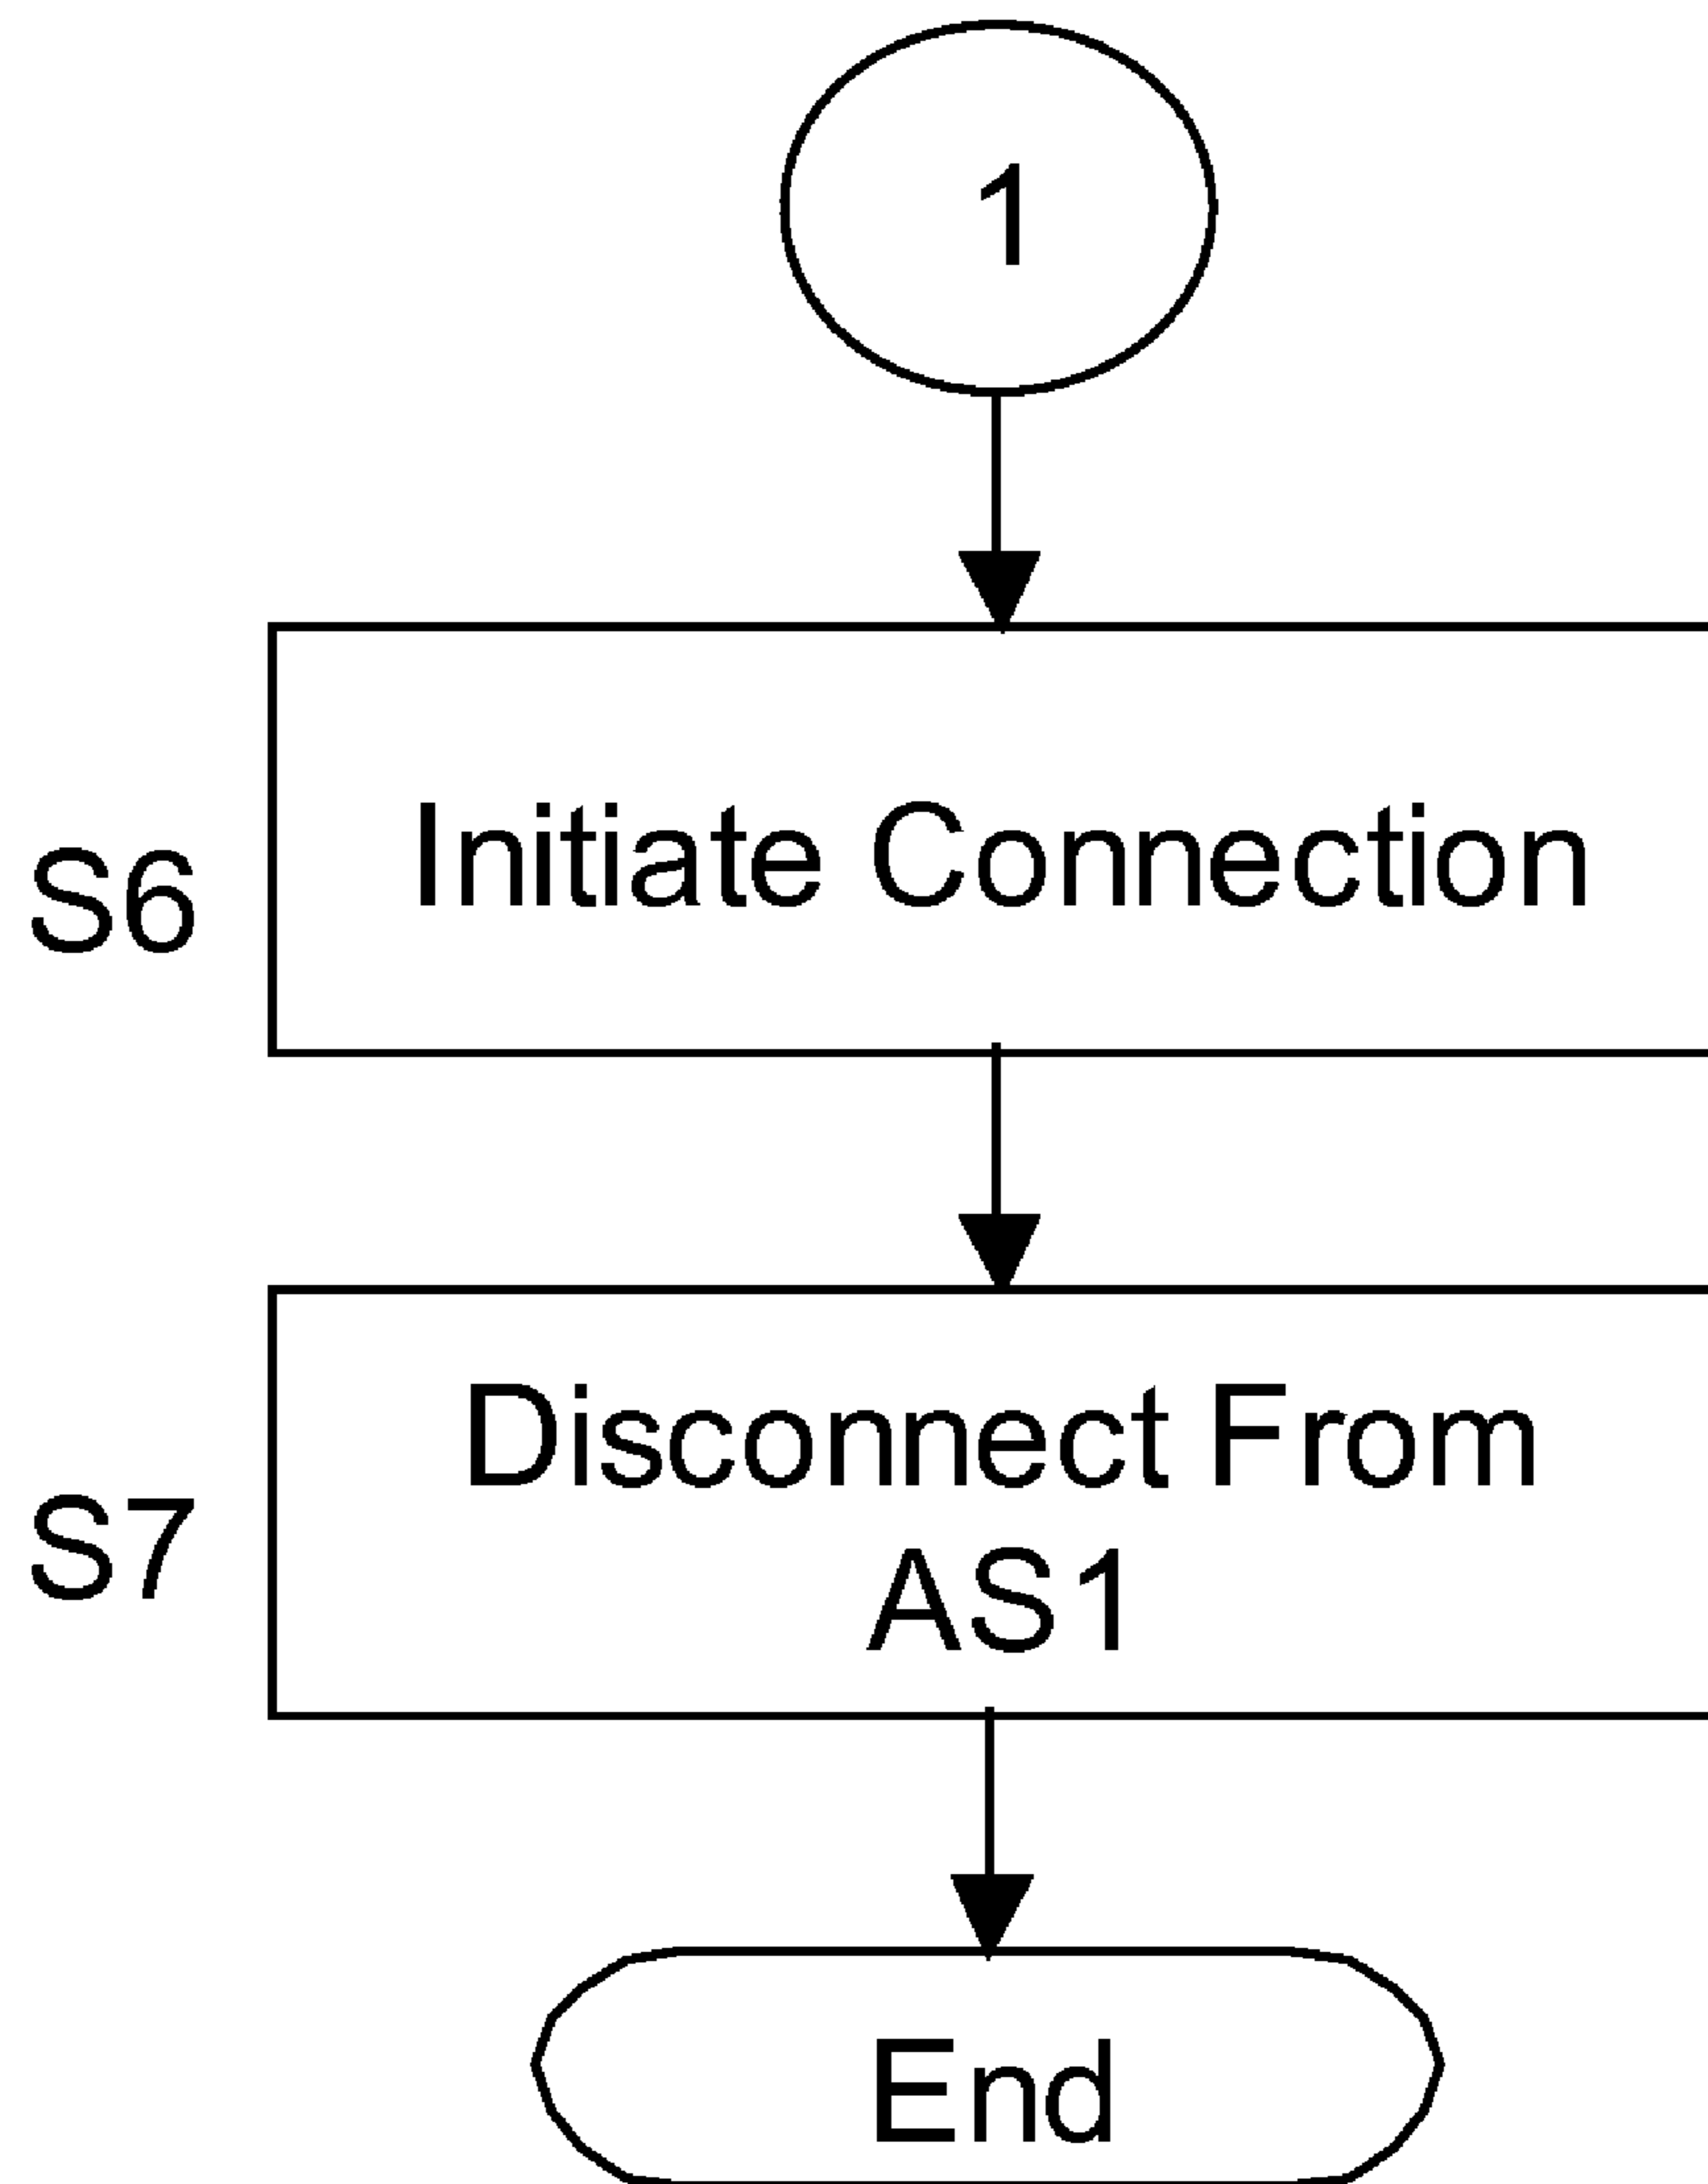 1
S6
Initiate Connection
S7
Disconnect From
AS1
End